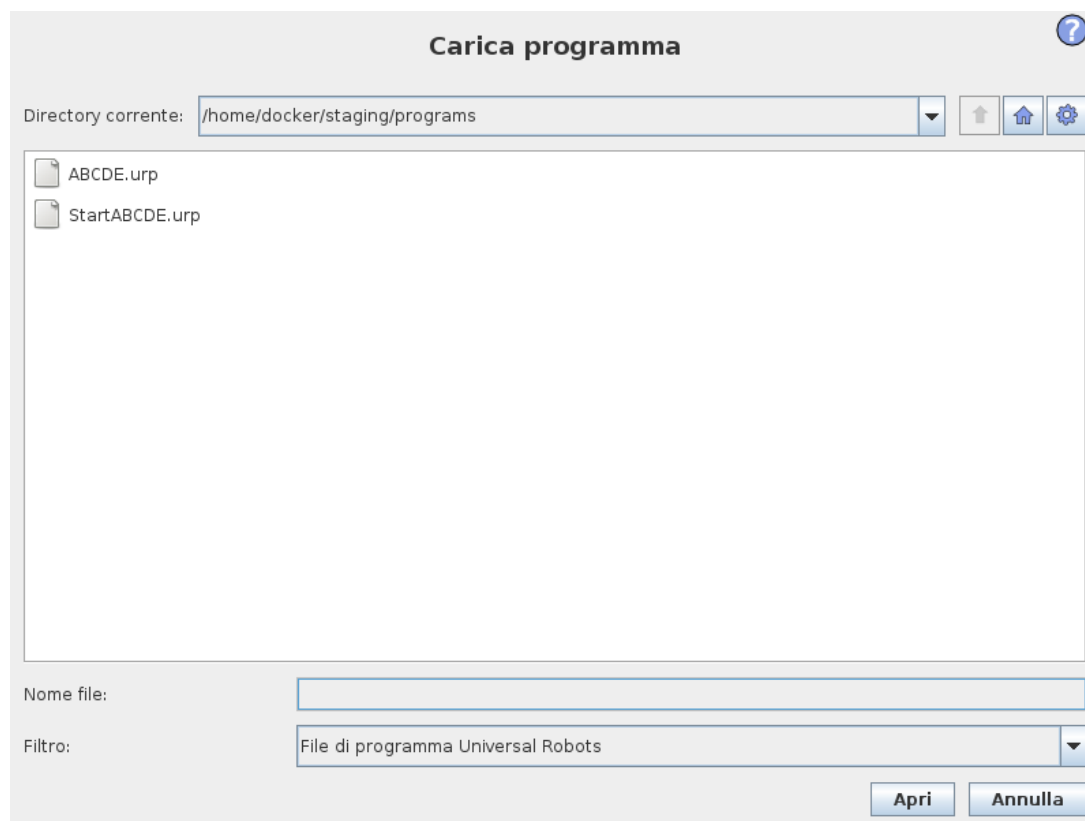 Carica programma
?
Directory corrente: /home/docker/staging/programs
ABCDE.urp
StartABCDE.urp
Nome file:
Filtro: File di programma Universal Robots
Apri Annulla